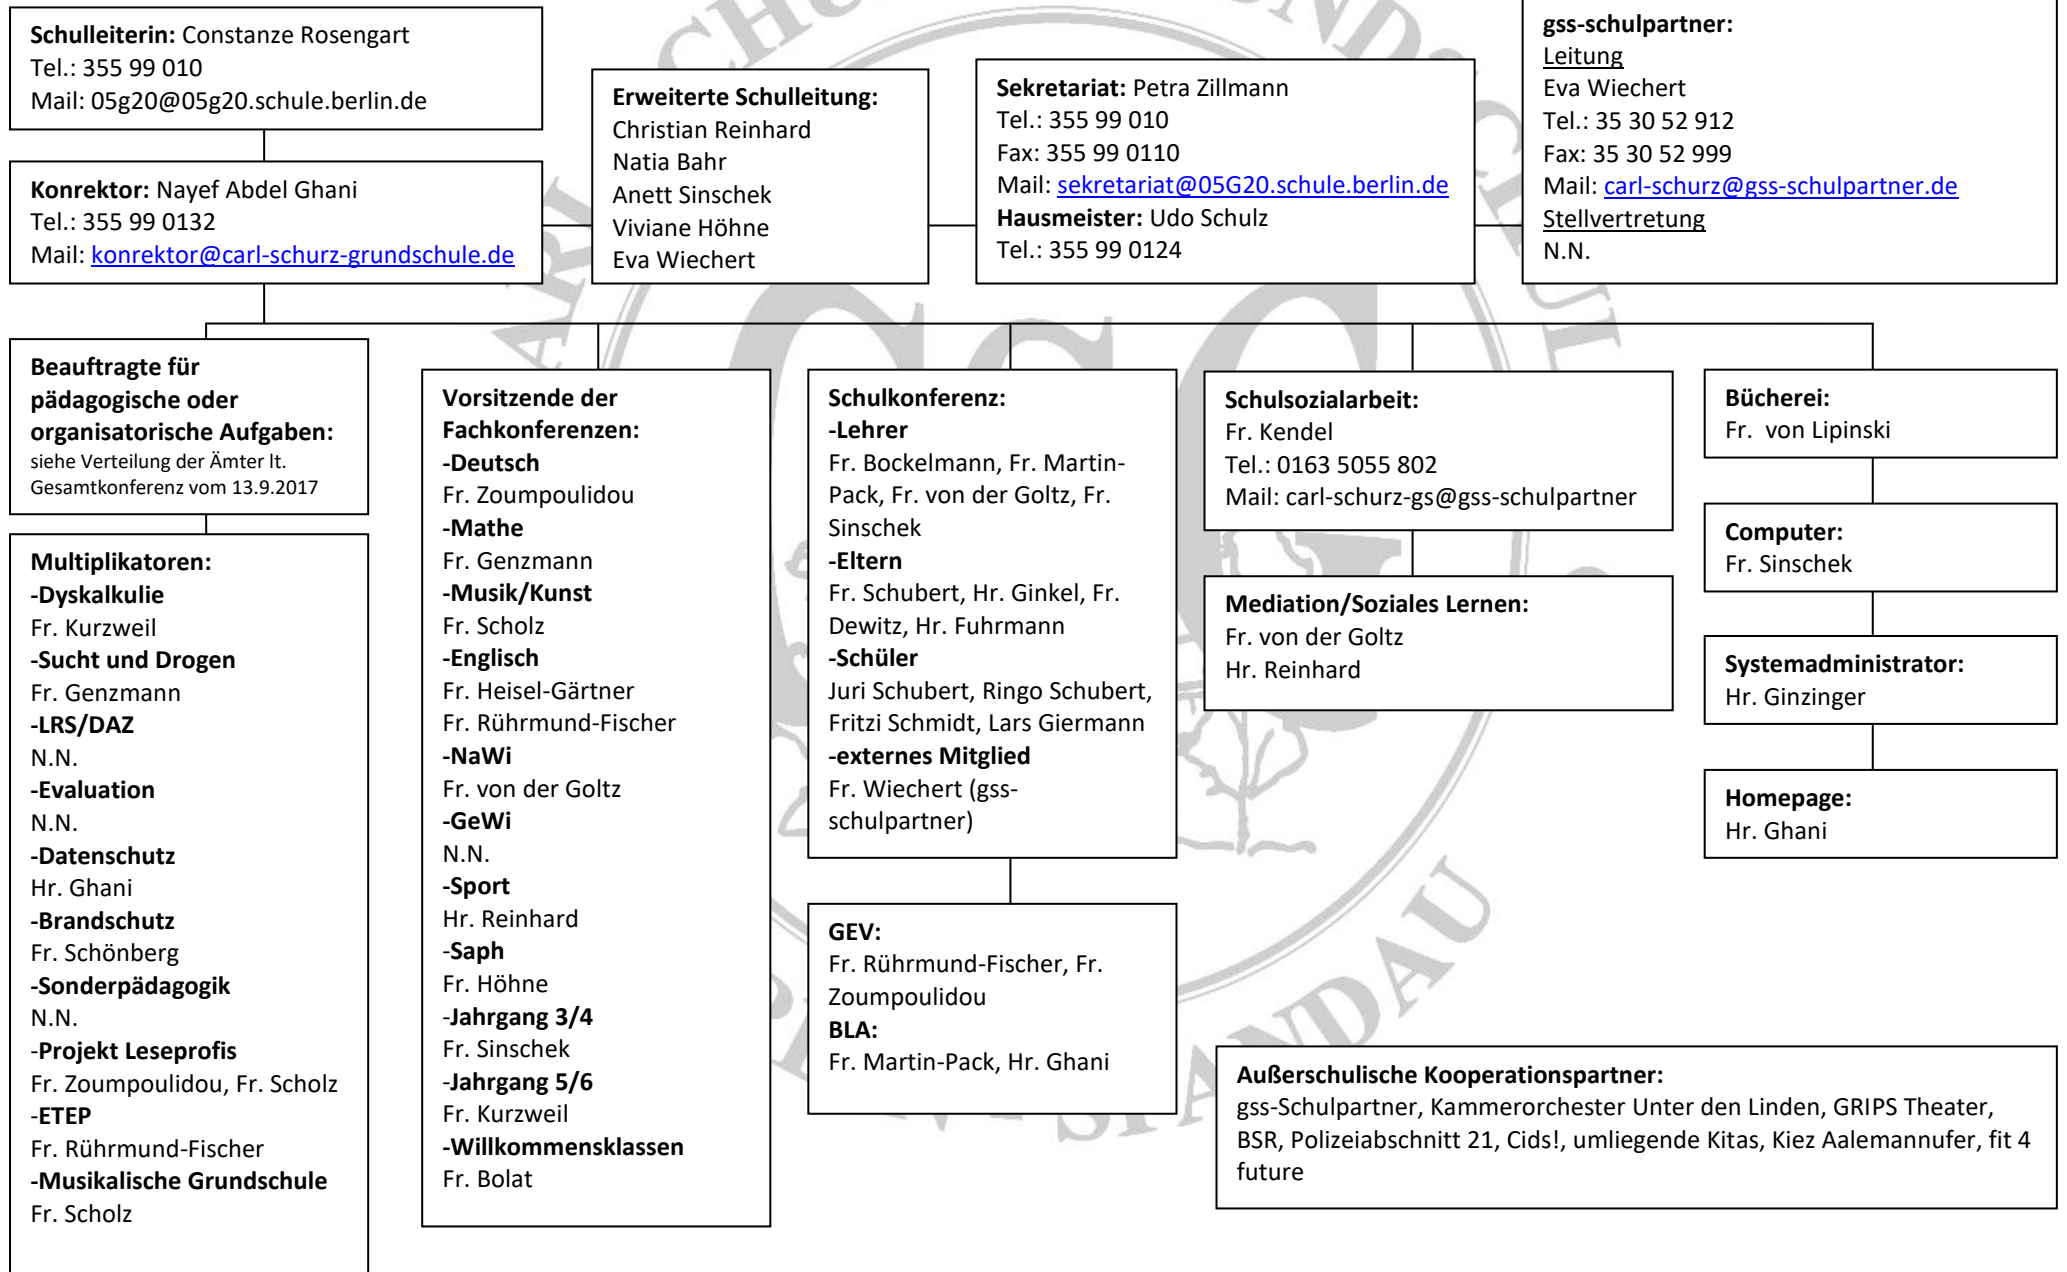 Schulleiterin: Constanze Rosengart
Tel.: 355 99 010
Mail: 05g20@05g20.schule.berlin.de
Konrektor: Nayef Abdel Ghani
Tel.: 355 99 0132
Mail: konrektor@carl-schurz-grundschule.de
Erweiterte Schulleitung:
Christian Reinhard
Natia Bahr
Anett Sinschek
Viviane Höhne
Eva Wiechert
Sekretariat: Petra Zillmann
Tel.: 355 99 010
Fax: 355 99 0110
Mail: sekretariat@05G20.schule.berlin.de
Hausmeister: Udo Schulz
Tel.: 355 99 0124
gss-schulpartner:
Leitung
Eva Wiechert
Tel.: 35 30 52 912
Fax: 35 30 52 999
Mail: carl-schurz@gss-schulpartner.de
Stellvertretung
N.N.
Beauftragte für
pädagogische oder
organisatorische Aufgaben:
siehe Verteilung der Ämter lt.
Gesamtkonferenz vom 13.9.2017
Multiplikatoren:
-Dyskalkulie
Fr. Kurzweil
-Sucht und Drogen
Fr. Genzmann
-LRS/DAZ
N.N.
-Evaluation
N.N.
-Datenschutz
Hr. Ghani
-Brandschutz
Fr. Schönberg
-Sonderpädagogik
N.N.
-Projekt Leseprofis
Fr. Zoumpoulidou, Fr. Scholz
-ETEP
Fr. Rührmund-Fischer
-Musikalische Grundschule
Fr. Scholz
Vorsitzende der
Fachkonferenzen:
-Deutsch
Fr. Zoumpoulidou
-Mathe
Fr. Genzmann
-Musik/Kunst
Fr. Scholz
-Englisch
Fr. Heisel-Gärtner
Fr. Rührmund-Fischer
-NaWi
Fr. von der Goltz
-GeWi
N.N.
-Sport
Hr. Reinhard
-Saph
Fr. Höhne
-Jahrgang 3/4
Fr. Sinschek
-Jahrgang 5/6
Fr. Kurzweil
-Willkommensklassen
Fr. Bolat
Schulkonferenz:
-Lehrer
Fr. Bockelmann, Fr. Martin-
Pack, Fr. von der Goltz, Fr.
Sinschek
-Eltern
Fr. Schubert, Hr. Ginkel, Fr.
Dewitz, Hr. Fuhrmann
-Schüler
Juri Schubert, Ringo Schubert,
Fritzi Schmidt, Lars Giermann
-externes Mitglied
Fr. Wiechert (gss-
schulpartner)
GEV:
Fr. Rührmund-Fischer, Fr.
Zoumpoulidou
BLA:
Fr. Martin-Pack, Hr. Ghani
Schulsozialarbeit:
Fr. Kendel
Tel.: 0163 5055 802
Mail: carl-schurz-gs@gss-schulpartner
Mediation/Soziales Lernen:
Fr. von der Goltz
Hr. Reinhard
Bücherei:
Fr. von Lipinski
Computer:
Fr. Sinschek
Systemadministrator:
Hr. Ginzinger
Homepage:
Hr. Ghani
Außerschulische Kooperationspartner:
gss-Schulpartner, Kammerorchester Unter den Linden, GRIPS Theater,
BSR, Polizeiabschnitt 21, Cids!, umliegende Kitas, Kiez Aalemannufer, fit 4
future